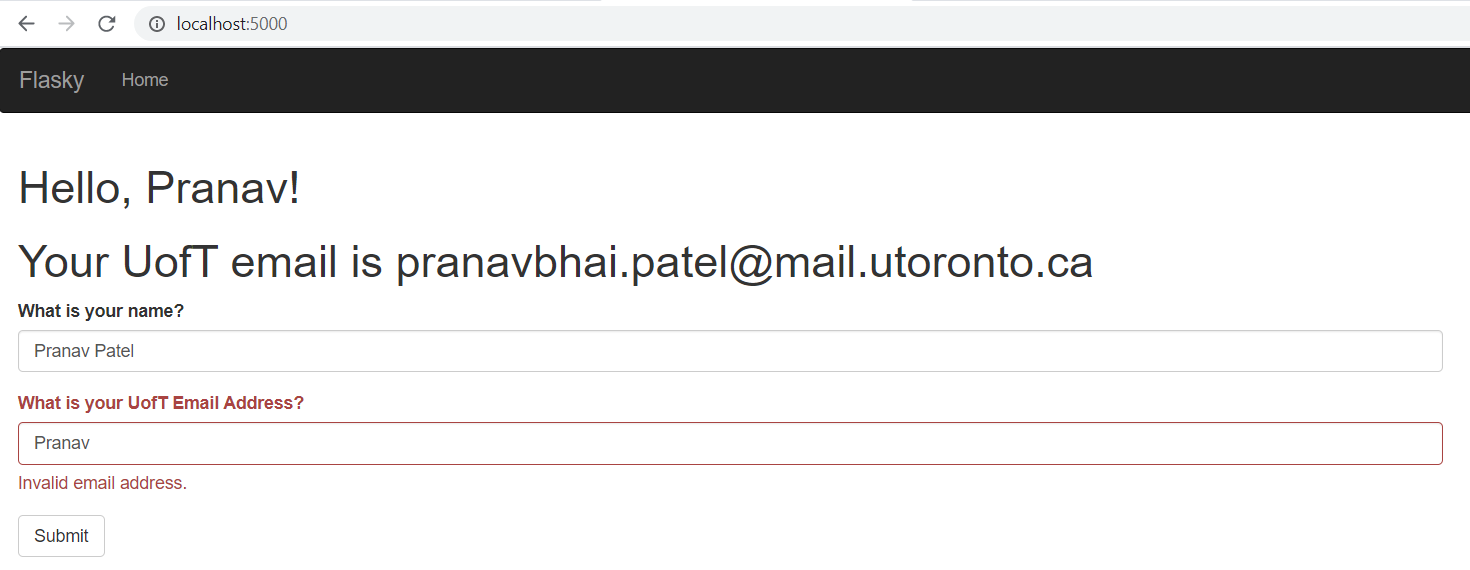 localhost:5000
Flasky Home
Hello, Pranav!
Your UofT email is pranavbhai.patel@mail.utoronto.ca
What is your name?
Pranav Patel
What is your UofT Email Address?
Pranav
Invalid email address.
Submit